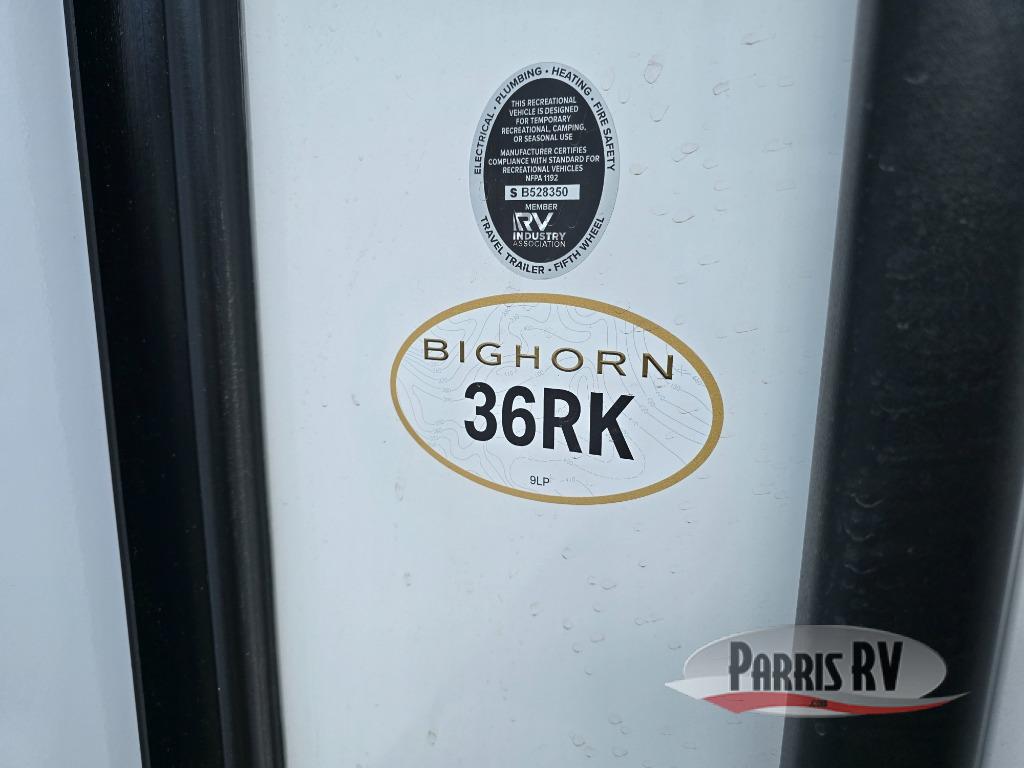 ELECTRICAL • PLUMBING • HEATING • FIRE SAFETY
THIS RECREATIONAL
VEHICLE IS DESIGNED
FOR TEMPORARY
RECREATIONAL, CAMPING,
OR SEASONAL USE
MANUFACTURER CERTIFIES
COMPLIANCE WITH STANDARD FOR
RECREATIONAL VEHICLES
NFPA 1192
S B528350
MEMBER
RV
INDUSTRY
ASSOCIATION
TRAVEL TRAILER • FIFTH WHEEL
BIGHORN
36RK
9LP
PARRIS RV
.com